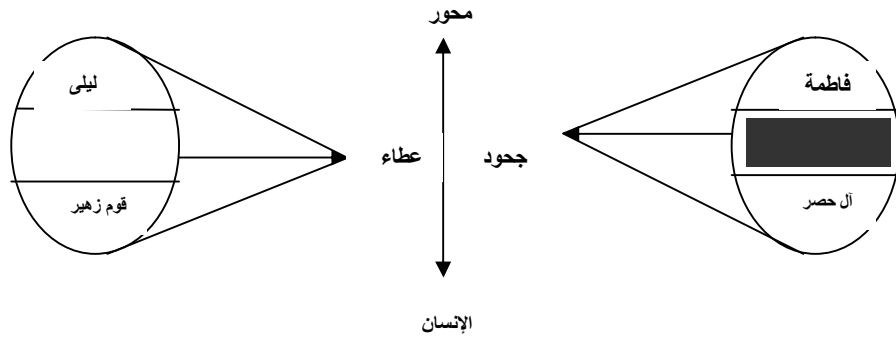 محور
فاطمة
ليلى
جحود
عطاء
آل حصر
قوم زهير
الإنسان